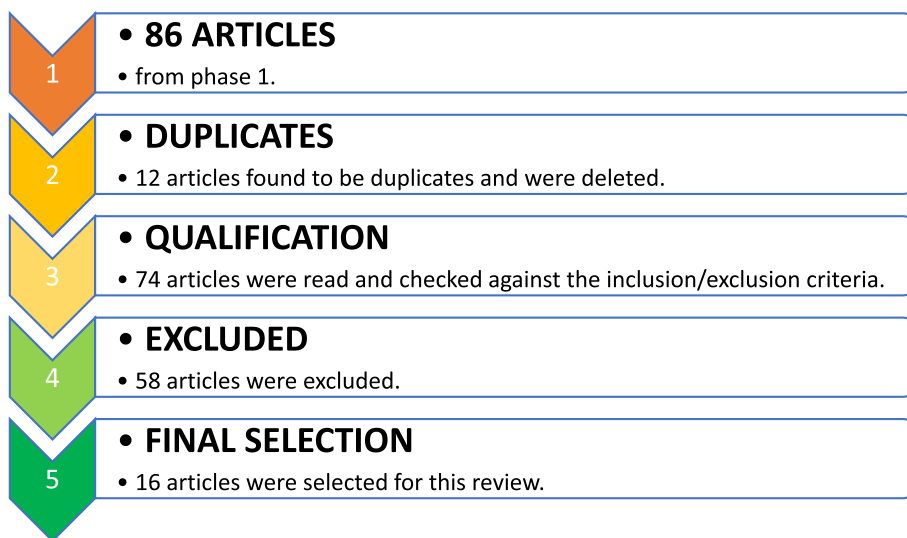 1
• 86 ARTICLES
• from phase 1.
2
• DUPLICATES
• 12 articles found to be duplicates and were deleted.
3
• QUALIFICATION
• 74 articles were read and checked against the inclusion/exclusion criteria.
4
• EXCLUDED
• 58 articles were excluded.
5
• FINAL SELECTION
• 16 articles were selected for this review.